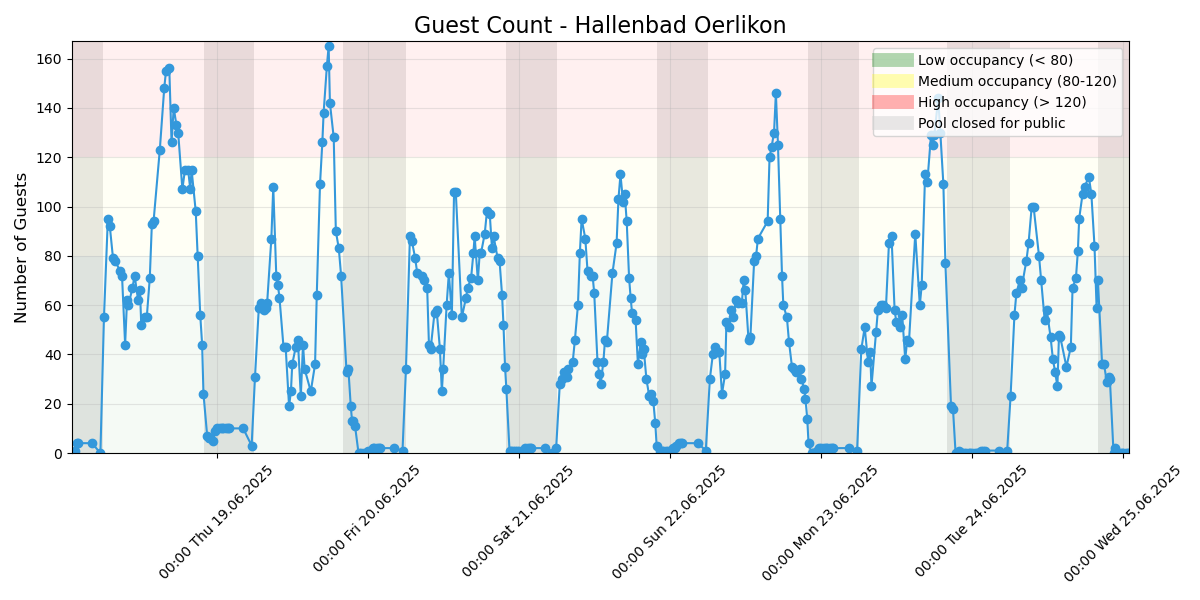 Guest Count - Hallenbad Oerlikon
Number of Guests
160
140
120
100
80
60
40
20
0
Low occupancy (< 80)
Medium occupancy (80-120)
High occupancy (> 120)
Pool closed for public
00:00 Thu 19.06.2025
00:00 Fri 20.06.2025
00:00 Sat 21.06.2025
00:00 Sun 22.06.2025
00:00 Mon 23.06.2025
00:00 Tue 24.06.2025
00:00 Wed 25.06.2025